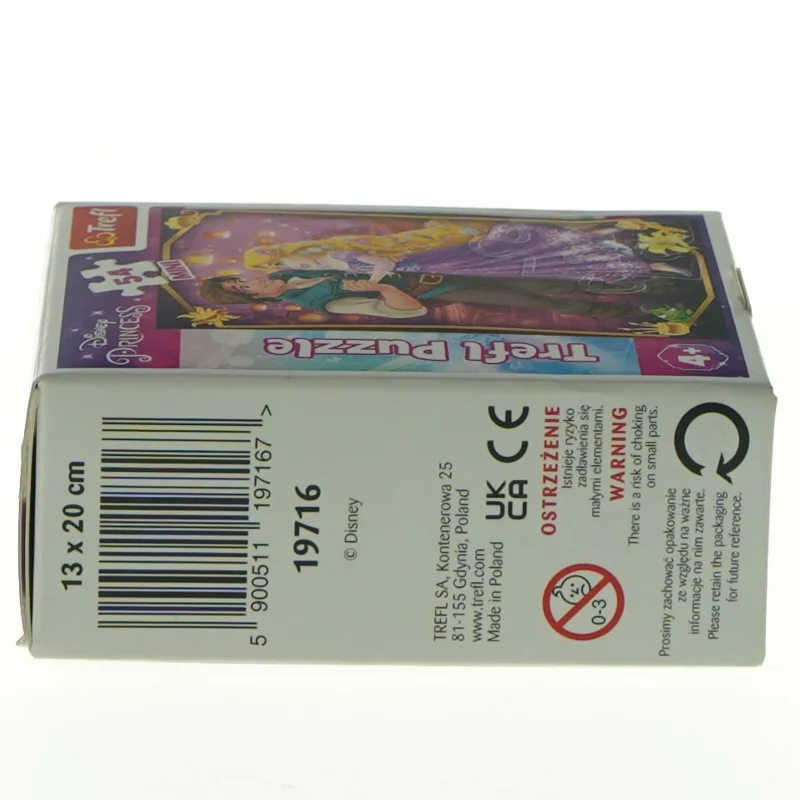 Trefl
54
MINI
Disney
PRINCESS
Trefl Puzzle
4+
13 x 20 cm
5 900511 197167 >
19716
© Disney
TREFL SA, Kontenerowa 25
81-155 Gdynia, Poland
www.trefl.com
Made in Poland
UK
CA
CE
OSTRZEŻENIE
Istnieje ryzyko
zadławienia się
małymi elementami.
WARNING
There is a risk of choking
on small parts.
0-3
Prosimy zachować opakowanie
ze względu na ważne
informacje na nim zawarte.
Please retain the packaging
for future reference.